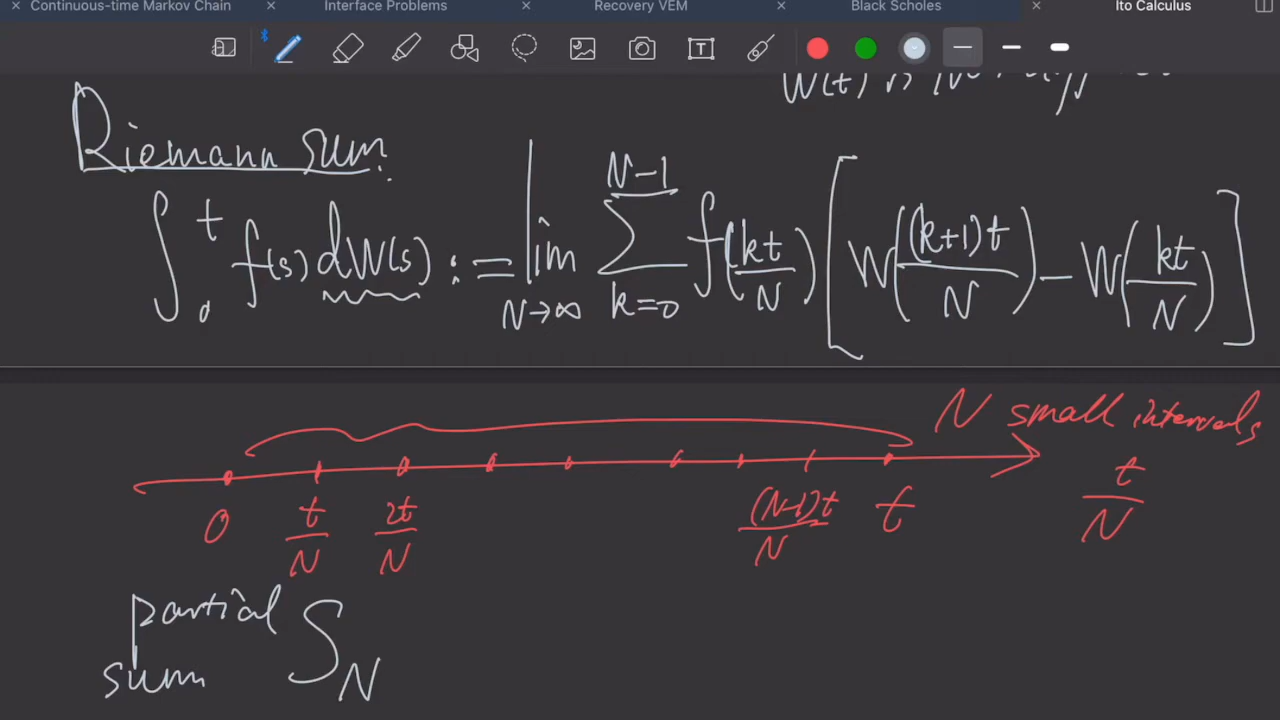 Continuous-time Markov Chain Interface Problems Recovery VEM Black Scholes Ito Calculus
W(t) is
Riemann sum
∫₀ᵗ f(s) dW(s) := lim_{N→∞} ∑_{k=0}^{N-1} f(kt/N) [W((k+1)t/N) - W(kt/N)]
N small intervals
0 t/N 2t/N (N-1)t/N t t/N
partial
sum S_N